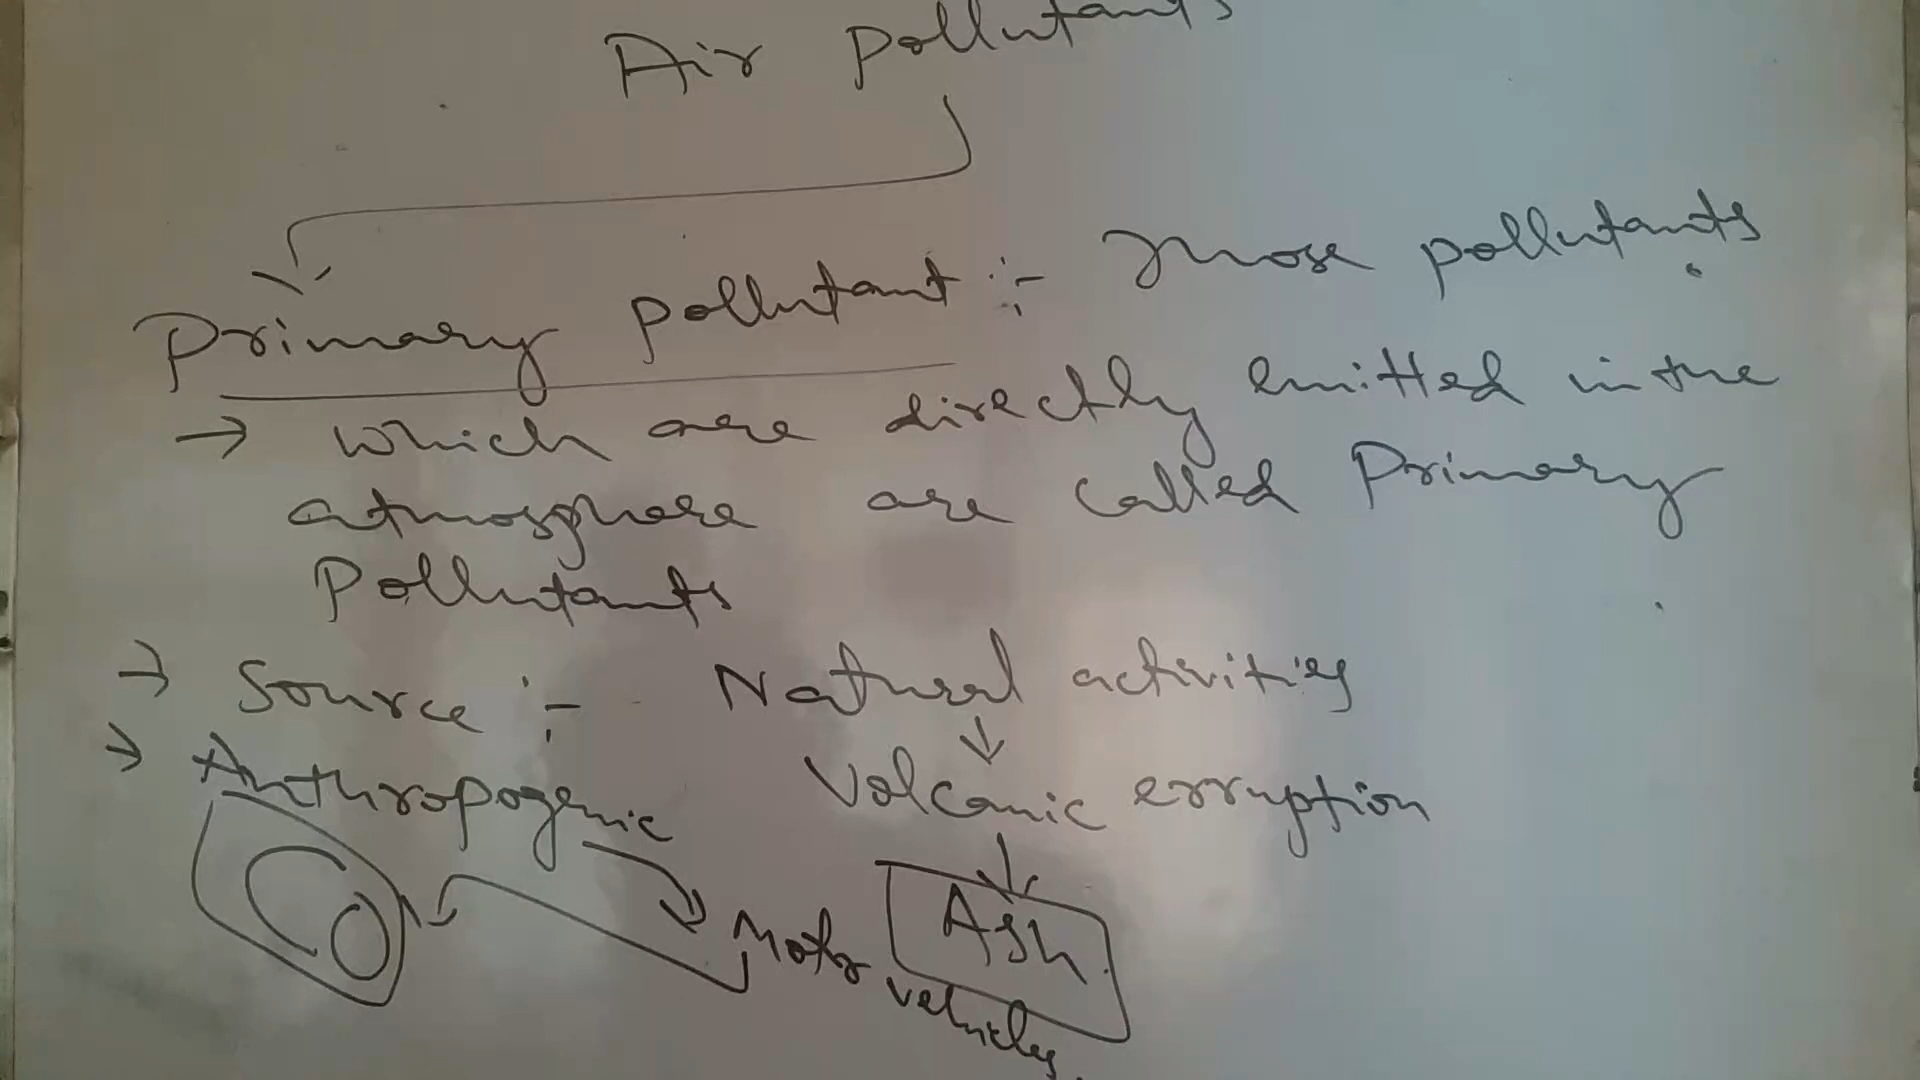 Air pollutants
Primary pollutant :- Those pollutants
→ which are directly emitted in the
atmosphere are called Primary
Pollutants
→ Source :- Natural activities
↓
→ Anthropogenic Volcanic erruption
↓
CO Motor vehicles Ash